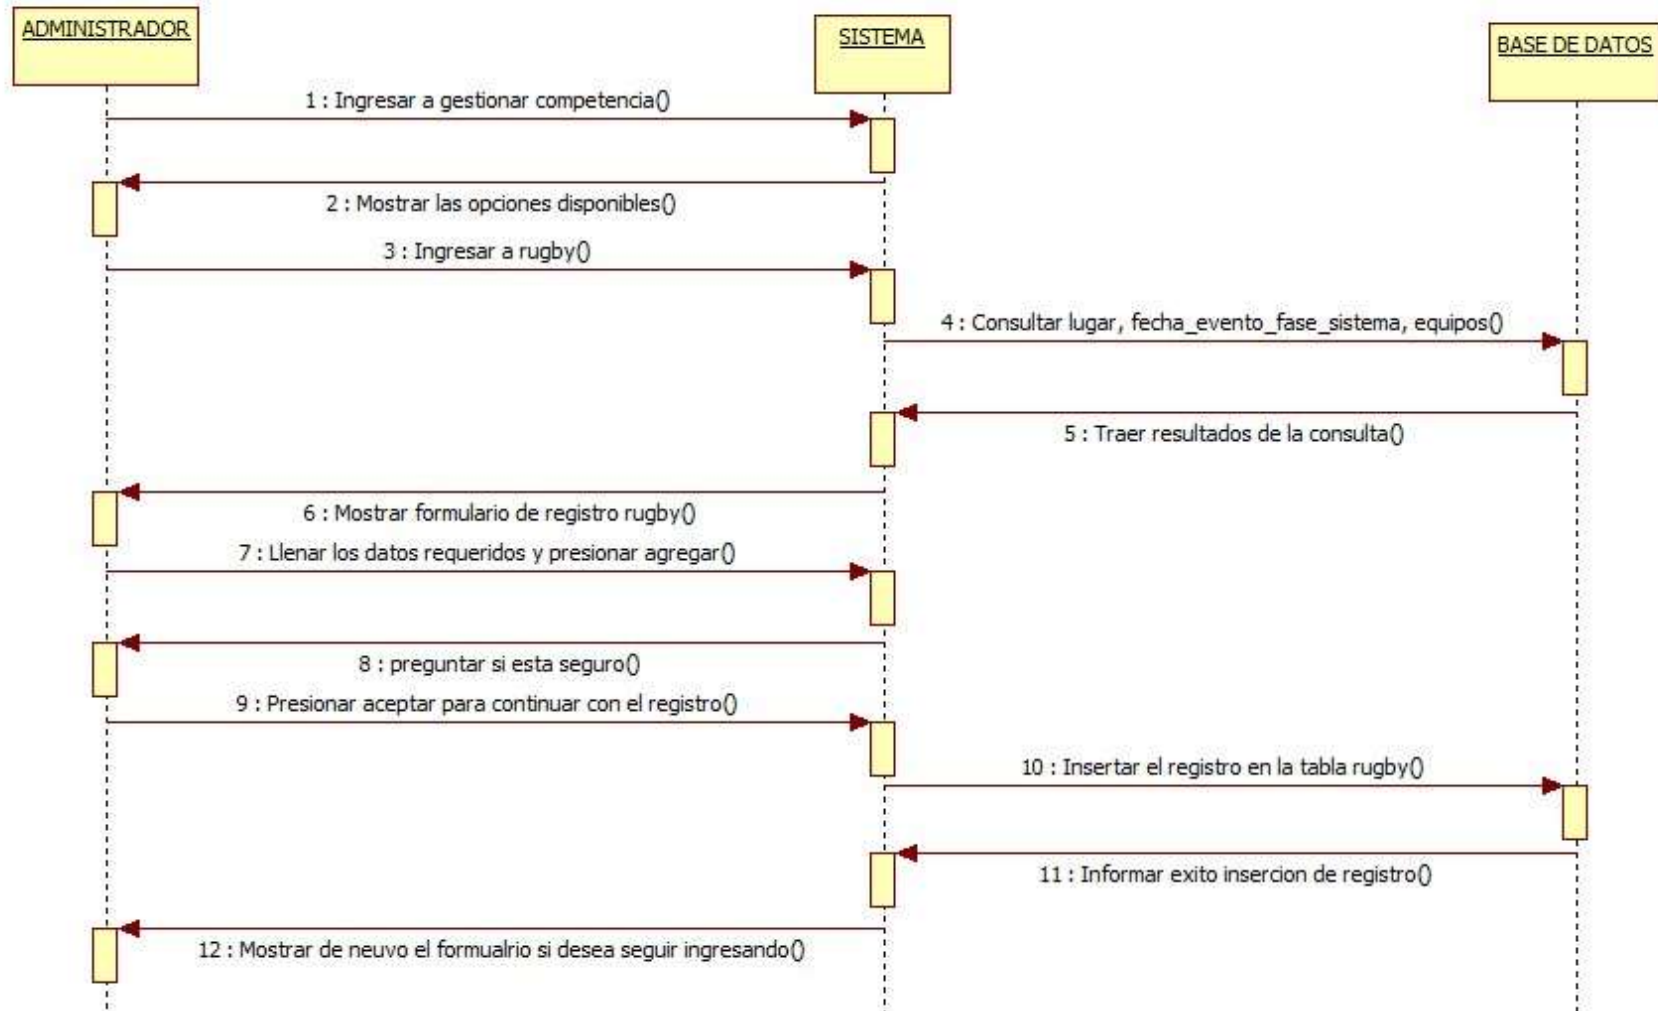 ADMINISTRADOR
SISTEMA
BASE DE DATOS
1 : Ingresar a gestionar competencia()
2 : Mostrar las opciones disponibles()
3 : Ingresar a rugby()
4 : Consultar lugar, fecha_evento_fase_sistema, equipos()
5 : Traer resultados de la consulta()
6 : Mostrar formulario de registro rugby()
7 : Llenar los datos requeridos y presionar agregar()
8 : preguntar si esta seguro()
9 : Presionar aceptar para continuar con el registro()
10 : Insertar el registro en la tabla rugby()
11 : Informar exito insercion de registro()
12 : Mostrar de neuvo el formualrio si desea seguir ingresando()